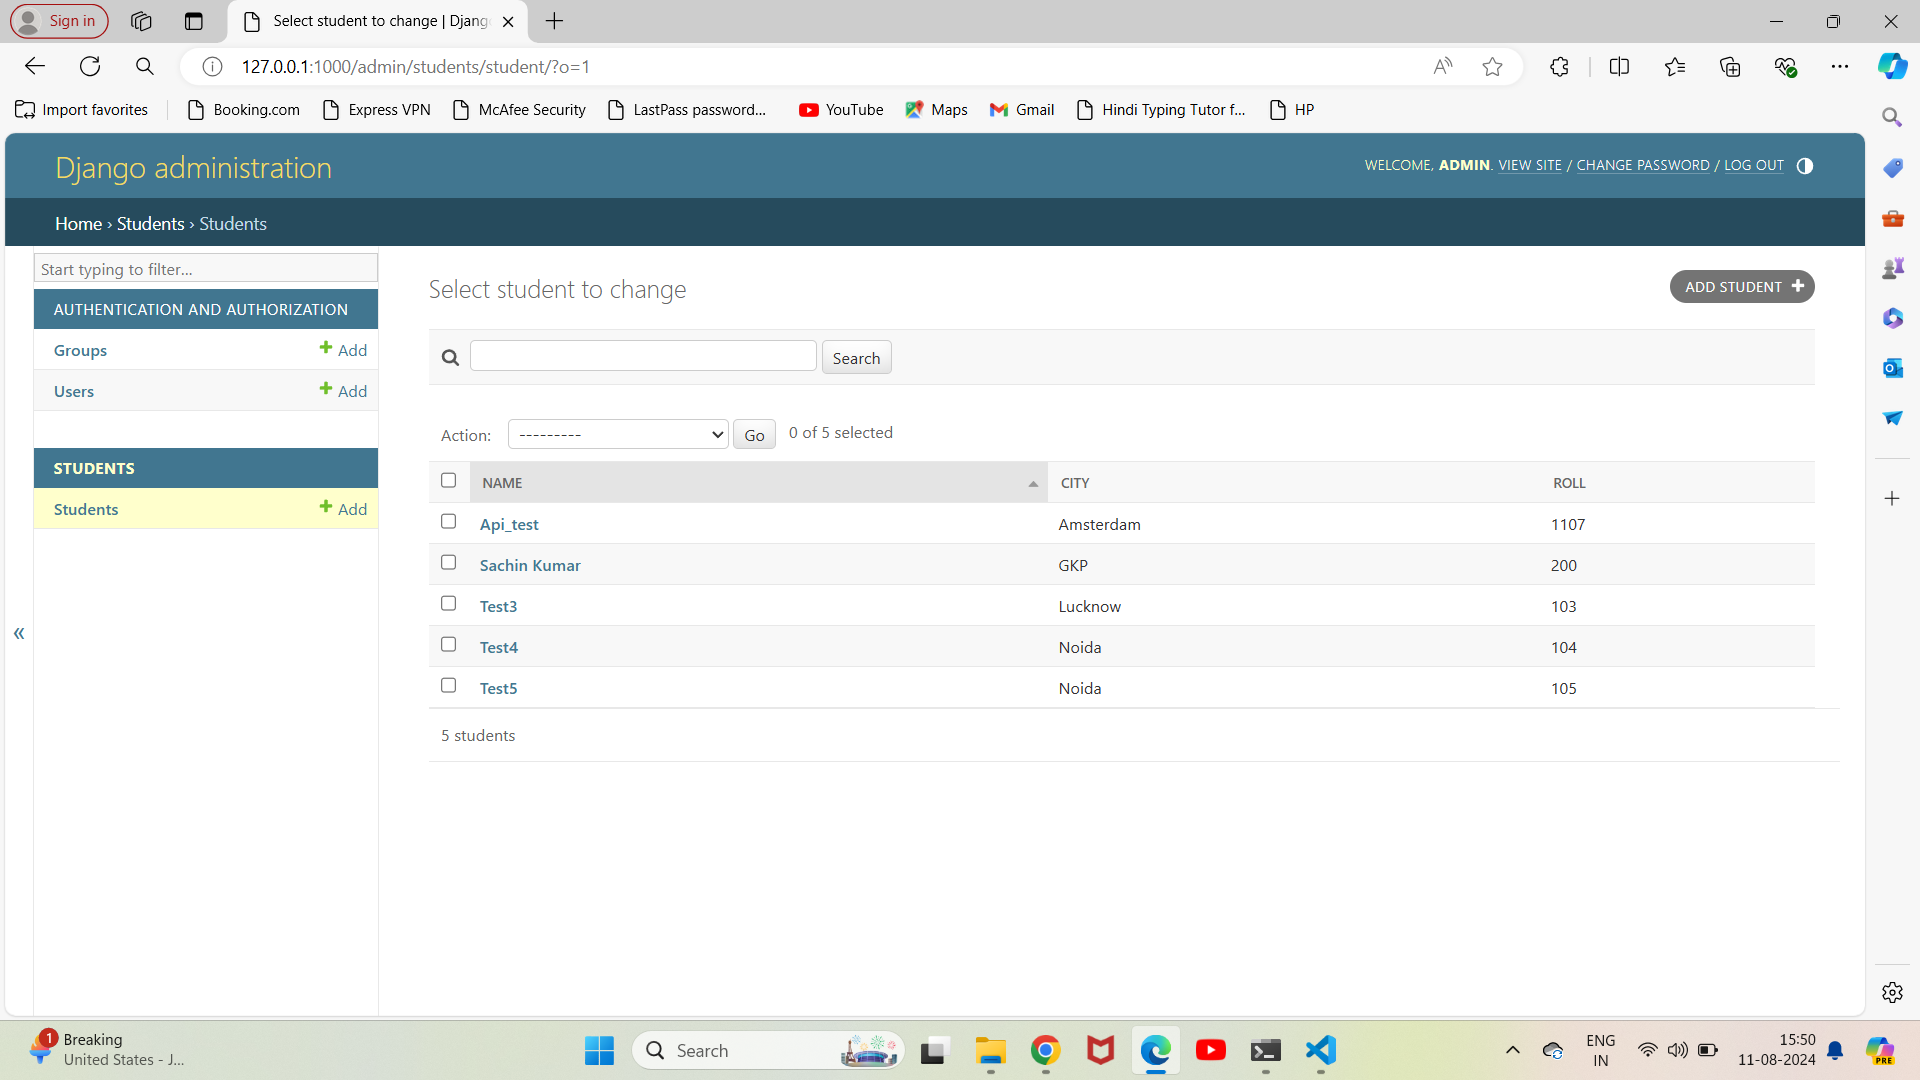 Sign in
Select student to change | Djang
127.0.0.1:1000/admin/students/student/?o=1
Import favorites
Booking.com
Express VPN
McAfee Security
LastPass password...
YouTube
Maps
Gmail
Hindi Typing Tutor f...
HP
Django administration
WELCOME, ADMIN. VIEW SITE / CHANGE PASSWORD / LOG OUT
Home › Students › Students
Start typing to filter...
AUTHENTICATION AND AUTHORIZATION
Groups
Add
Users
Add
STUDENTS
Students
Add
«
Select student to change
ADD STUDENT +
Search
Action: --------- Go 0 of 5 selected
NAME CITY ROLL
Api_test Amsterdam 1107
Sachin Kumar GKP 200
Test3 Lucknow 103
Test4 Noida 104
Test5 Noida 105
5 students
1
Breaking
United States - J...
Search
ENG
IN
15:50
11-08-2024
PRE